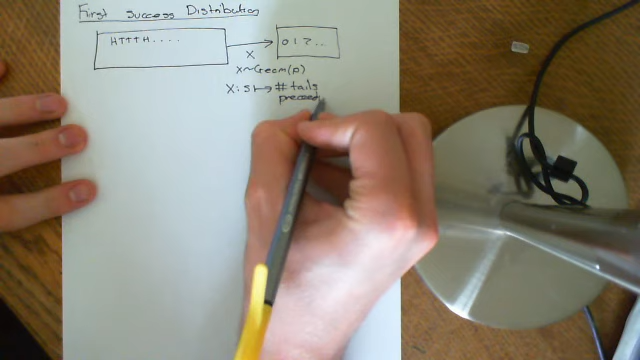 First Success Distribution
HTTTH....
0 1 2 ...
X
X~Geom(p)
X: S↦ # tails
preced